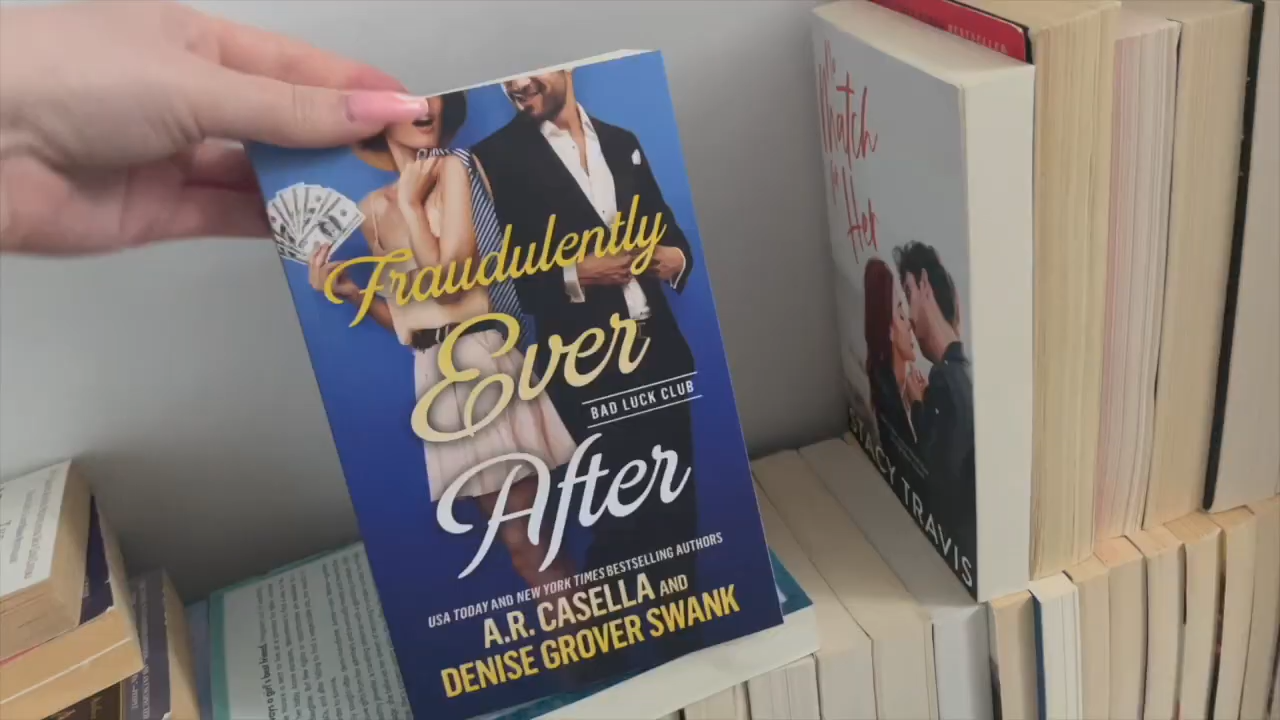 Fraudulently
Ever
BAD LUCK CLUB
After
USA TODAY AND NEW YORK TIMES BESTSELLING AUTHORS
A.R. CASELLA AND
DENISE GROVER SWANK
Match
Her
STACY TRAVIS
BESTSELLER